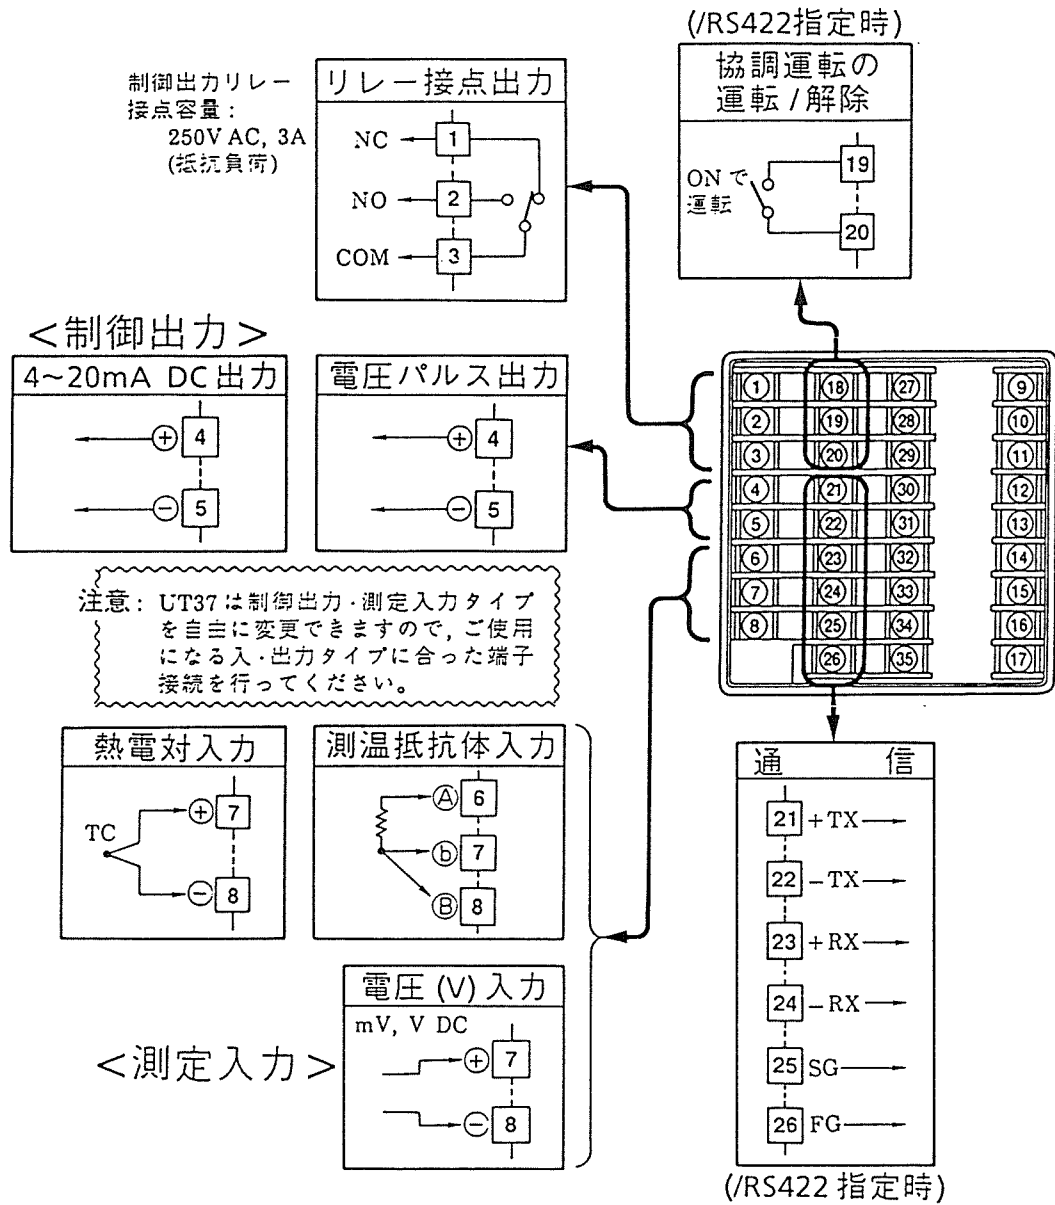 (/RS422指定時)
協調運転の
運転/解除
ONで
運転
19
20
制御出力リレー
接点容量:
250V AC, 3A
(抵抗負荷)
リレー接点出力
NC
1
NO
2
COM
3
<制御出力>
4~20mA DC出力
+ 4
− 5
電圧パルス出力
+ 4
− 5
1 18 27 9
2 19 28 10
3 20 29 11
4 21 30 12
5 22 31 13
6 23 32 14
7 24 33 15
8 25 34 16
26 35 17
注意: UT37は制御出力·測定入力タイプ
を自由に変更できますので,ご使用
になる入·出力タイプに合った端子
接続を行ってください。
熱電対入力
TC
+ 7
− 8
測温抵抗体入力
A 6
b 7
B 8
<測定入力>
電圧(V)入力
mV, V DC
+ 7
− 8
通信
21 +TX
22 −TX
23 +RX
24 −RX
25 SG
26 FG
(/RS422指定時)